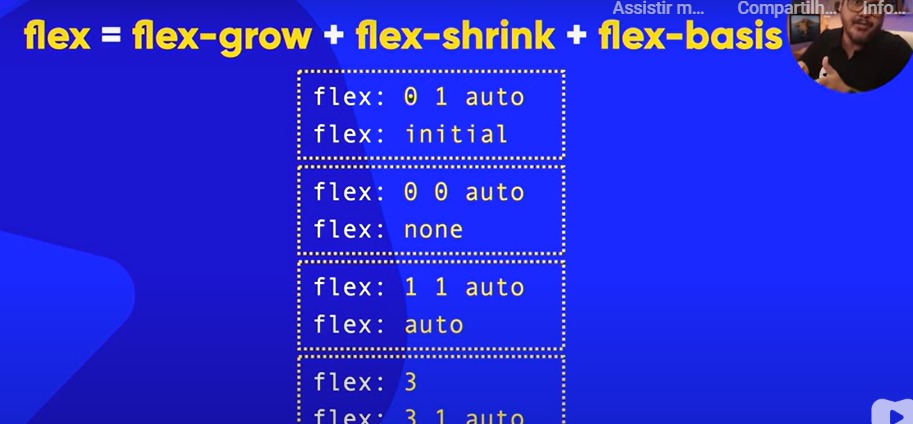 Assistir m... Compartilh... Info...
flex = flex-grow + flex-shrink + flex-basis
flex: 0 1 auto
flex: initial
flex: 0 0 auto
flex: none
flex: 1 1 auto
flex: auto
flex: 3
flex: 3 1 auto